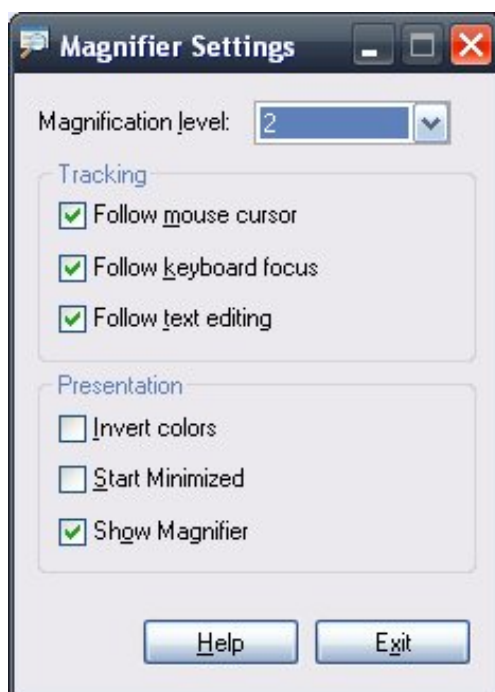 Magnifier Settings
Magnification level: 2
Tracking
Follow mouse cursor
Follow keyboard focus
Follow text editing
Presentation
Invert colors
Start Minimized
Show Magnifier
Help Exit